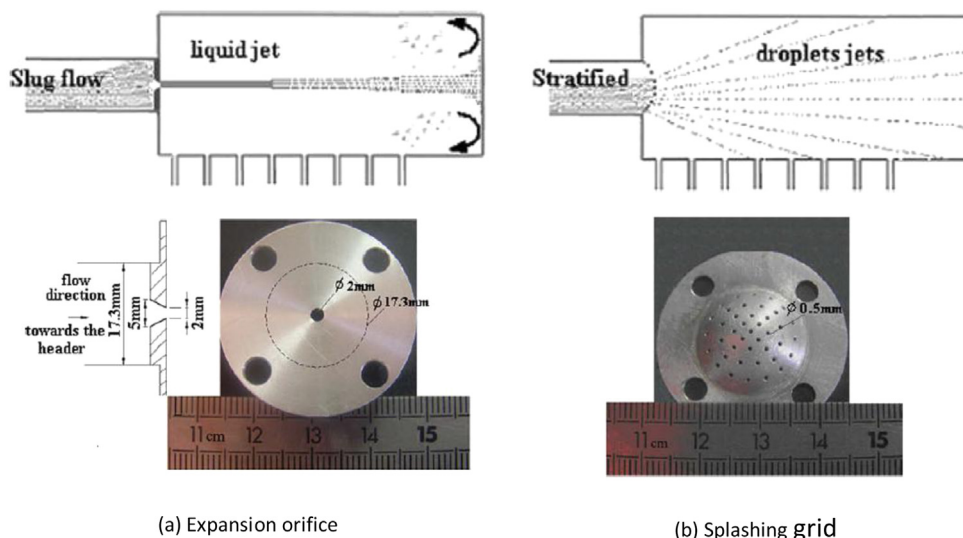 liquid jet
Slug flow
droplets jets
Stratified
flow
direction
towards the
header
17.3mm
5mm
2mm
Ø 2mm
Ø 17.3mm
11 cm 12 13 14 15
Ø 0.5mm
11 cm 12 13 14 15
(a) Expansion orifice
(b) Splashing grid